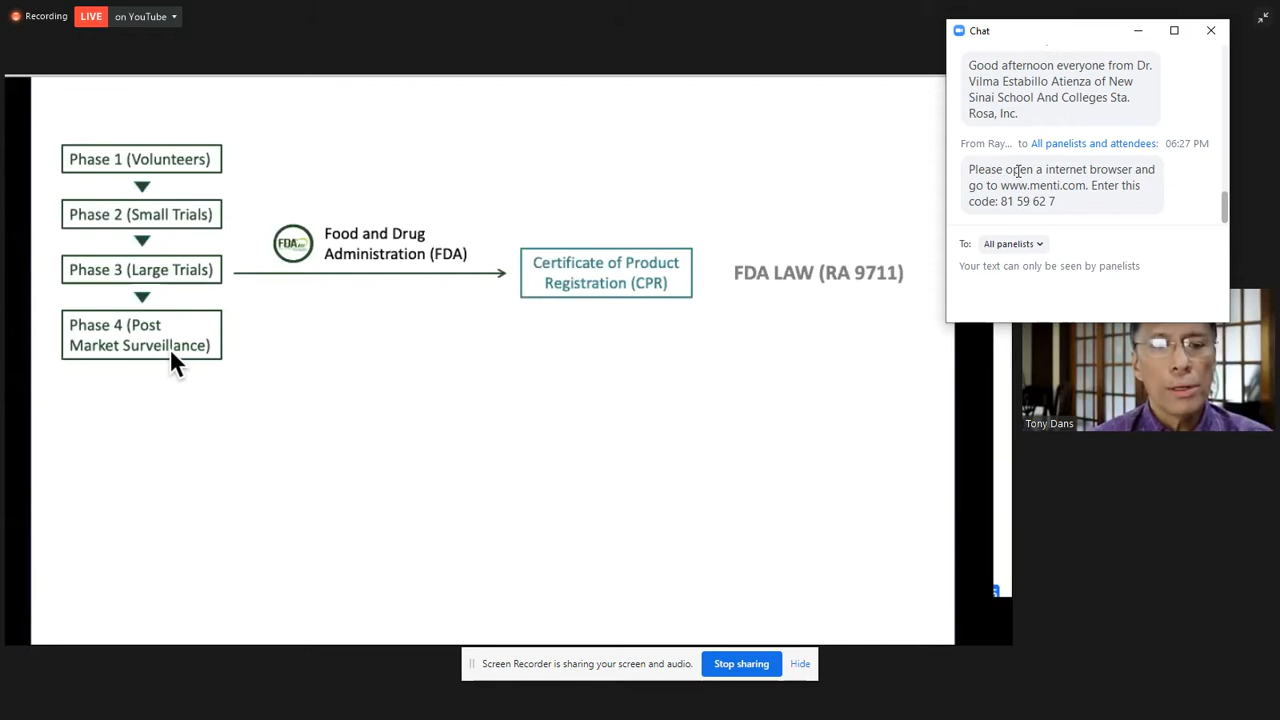 Recording
LIVE
on YouTube
Chat
Good afternoon everyone from Dr.
Vilma Estabillo Atienza of New
Sinai School And Colleges Sta.
Rosa, Inc.
From Ray... to All panelists and attendees: 06:27 PM
Please open a internet browser and
go to www.menti.com. Enter this
code: 81 59 62 7
To: All panelists
Your text can only be seen by panelists
Phase 1 (Volunteers)
Phase 2 (Small Trials)
Phase 3 (Large Trials)
Phase 4 (Post
Market Surveillance)
FDA
Food and Drug
Administration (FDA)
Certificate of Product
Registration (CPR)
FDA LAW (RA 9711)
Tony Dans
Screen Recorder is sharing your screen and audio.
Stop sharing
Hide